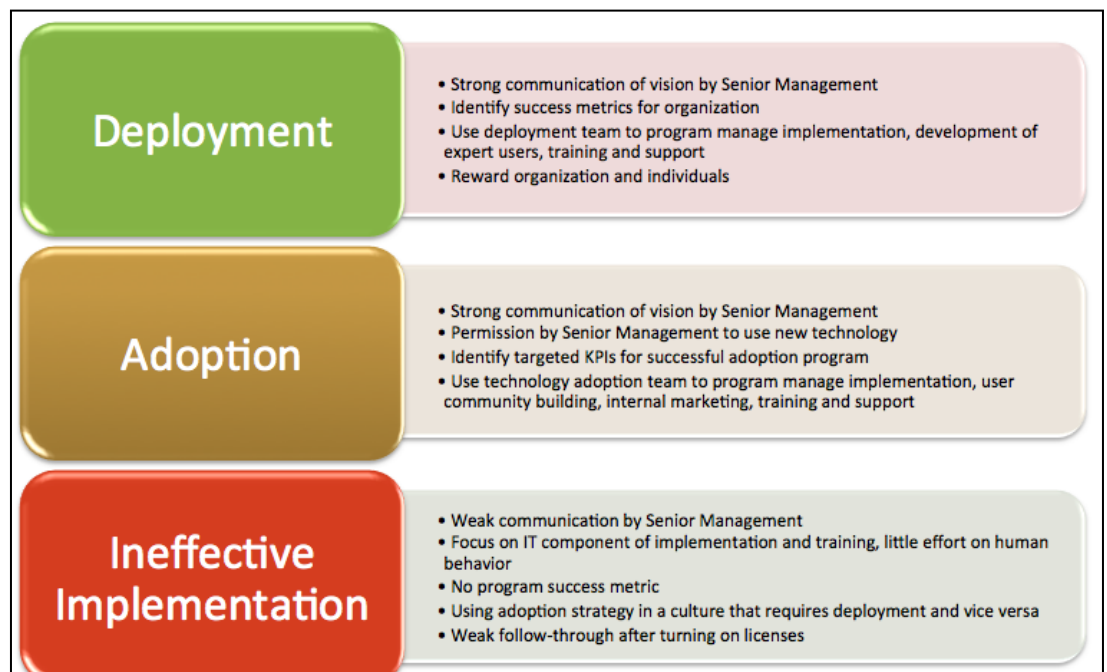 Deployment
• Strong communication of vision by Senior Management
• Identify success metrics for organization
• Use deployment team to program manage implementation, development of
expert users, training and support
• Reward organization and individuals
Adoption
• Strong communication of vision by Senior Management
• Permission by Senior Management to use new technology
• Identify targeted KPIs for successful adoption program
• Use technology adoption team to program manage implementation, user
community building, internal marketing, training and support
Ineffective
Implementation
• Weak communication by Senior Management
• Focus on IT component of implementation and training, little effort on human
behavior
• No program success metric
• Using adoption strategy in a culture that requires deployment and vice versa
• Weak follow-through after turning on licenses